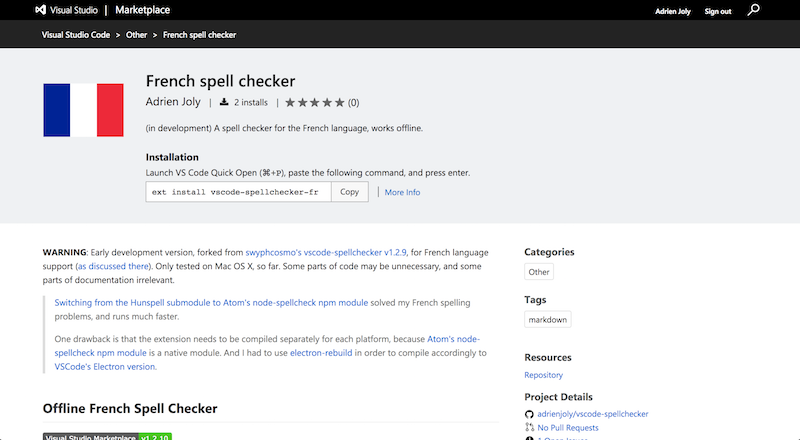 Visual Studio | Marketplace
Adrien Joly Sign out
Visual Studio Code > Other > French spell checker
French spell checker
Adrien Joly | 2 installs | ★★★★★ (0)
(in development) A spell checker for the French language, works offline.
Installation
Launch VS Code Quick Open (⌘+P), paste the following command, and press enter.
ext install vscode-spellchecker-fr Copy | More Info
WARNING: Early development version, forked from swyphcosmo's vscode-spellchecker v1.2.9, for French language
support (as discussed there). Only tested on Mac OS X, so far. Some parts of code may be unnecessary, and some
parts of documentation irrelevant.
Switching from the Hunspell submodule to Atom's node-spellcheck npm module solved my French spelling
problems, and runs much faster.
One drawback is that the extension needs to be compiled separately for each platform, because Atom's node-
spellcheck npm module is a native module. And I had to use electron-rebuild in order to compile accordingly to
VSCode's Electron version.
Offline French Spell Checker
Visual Studio Marketplace v1.2.10
Categories
Other
Tags
markdown
Resources
Repository
Project Details
adrienjoly/vscode-spellchecker
No Pull Requests